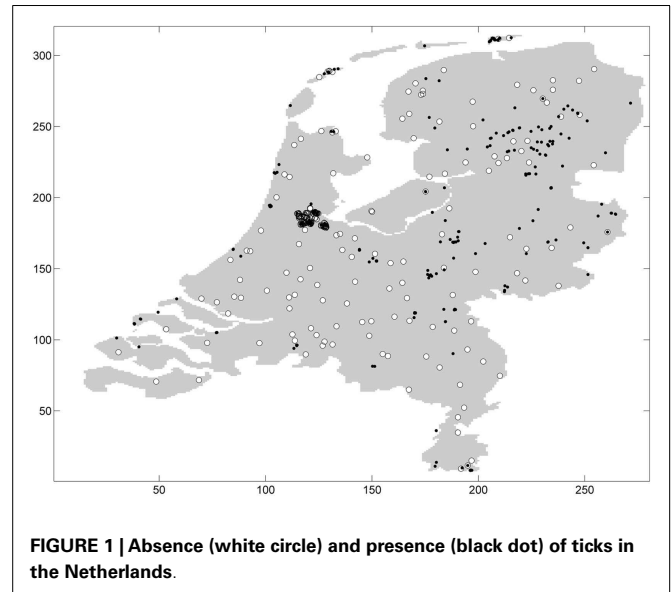 300
250
200
150
100
50
50 100 150 200 250
FIGURE 1 | Absence (white circle) and presence (black dot) of ticks in
the Netherlands.